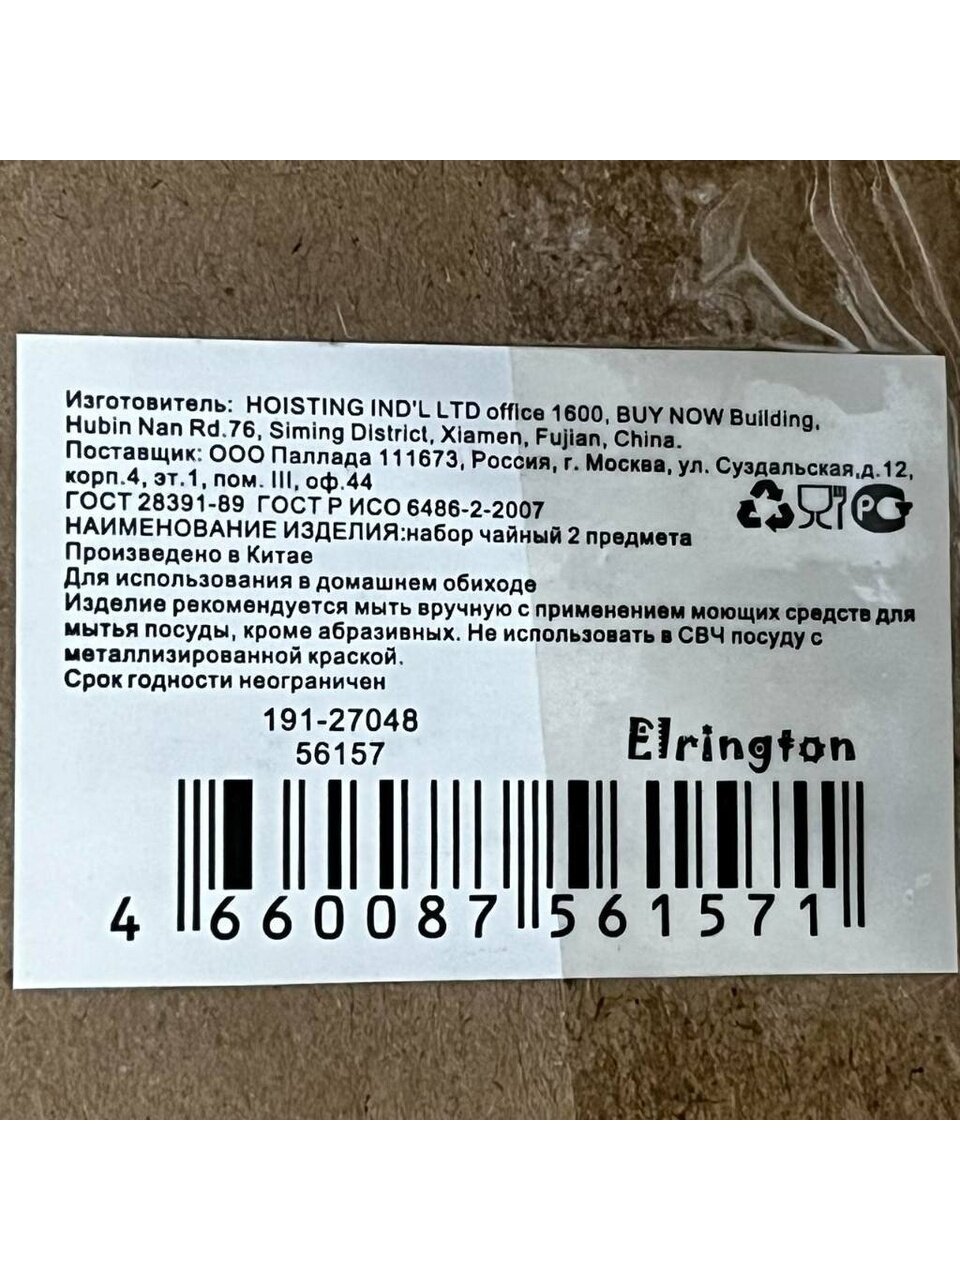 Изготовитель: HOISTING IND'L LTD office 1600, BUY NOW Building,
Hubin Nan Rd.76, Siming District, Xiamen, Fujian, China.
Поставщик: ООО Паллада 111673, Россия, г. Москва, ул. Суздальская,д.12,
корп.4, эт.1, пом. III, оф.44
ГОСТ 28391-89 ГОСТ Р ИСО 6486-2-2007
НАИМЕНОВАНИЕ ИЗДЕЛИЯ:набор чайный 2 предмета
Произведено в Китае
Для использования в домашнем обиходе
Изделие рекомендуется мыть вручную с применением моющих средств для
мытья посуды, кроме абразивных. Не использовать в СВЧ посуду с
металлизированной краской.
Срок годности неограничен
191-27048
56157
Elrington
4 660087 561571